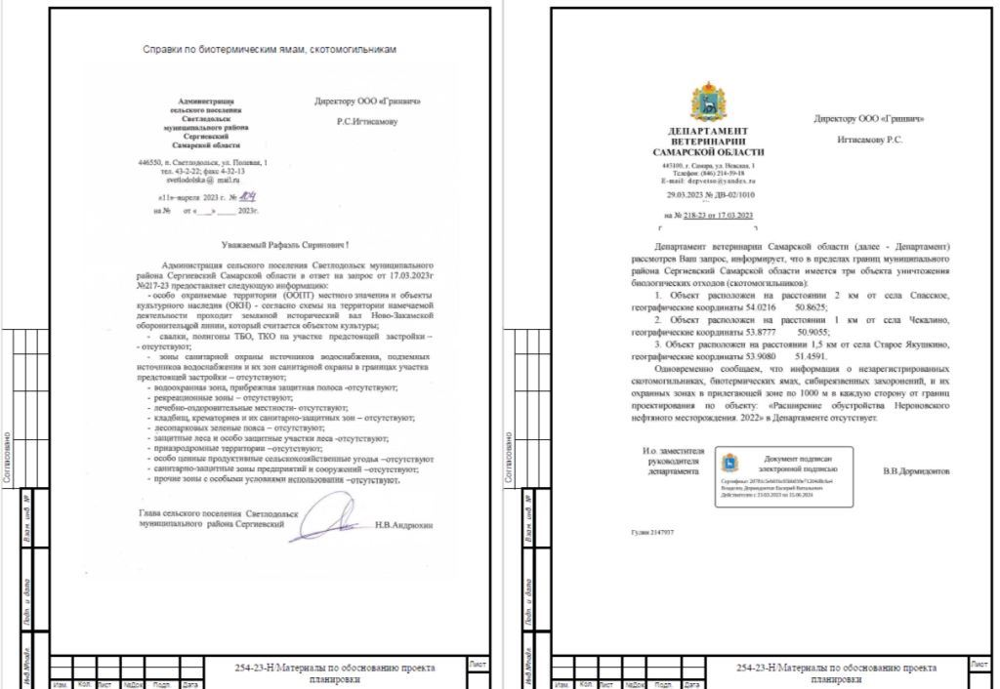 Справки по биотермическим ямам, скотомогильникам
Администрация
сельского поселения
Светлодольск
муниципального района
Сергиевский
Самарской области
446550, п. Светлодольск, ул. Полевая, 1
тел. 43-2-22; факс 4-32-13
svetlodolska @ mail.ru
«11»-апреля 2023 г. № 104
на № от «___» _____ 2023г.
Директору ООО «Гринвич»
Р.С.Игтисамову
Уважаемый Рафаэль Сиринович !
Администрация сельского поселения Светлодольск муниципального
района Сергиевский Самарской области в ответ на запрос от 17.03.2023г
№217-23 предоставляет следующую информацию:
- особо охраняемые территории (ООПТ) местного значения и объекты
культурного наследия (ОКН) - согласно схемы на территории намечаемой
деятельности проходит земляной исторический вал Ново-Закамской
оборонительной линии, который считается объектом культуры;
- свалки, полигоны ТБО, ТКО на участке предстоящей застройки –
- отсутствуют;
- зоны санитарной охраны источников водоснабжения, подземных
источников водоснабжения и их зон санитарной охраны в границах участка
предстоящей застройки – отсутствуют;
- водоохранная зона, прибрежная защитная полоса -отсутствуют;
- рекреационные зоны – отсутствуют;
- лечебно-оздоровительные местности- отсутствуют;
- кладбищ, крематориев и их санитарно-защитных зон – отсутствуют;
- лесопарковых зеленые пояса – отсутствуют;
- защитные леса и особо защитные участки леса -отсутствуют;
- приаэродромные территории –отсутствуют;
- особо ценные продуктивные сельскохозяйственные угодья –отсутствуют
- санитарно-защитные зоны предприятий и сооружений –отсутствуют;
- прочие зоны с особыми условиями использования –отсутствуют.
Глава сельского поселения Светлодольск
муниципального района Сергиевский
Н.В.Андрюхин
Согласовано
Взам. инв. №
Подп. и дата
Инв.№подл.
Изм. Кол. Лист №Док Подп. Дата
254-23-Н/Материалы по обоснованию проекта
планировки
Лист
ДЕПАРТАМЕНТ
ВЕТЕРИНАРИИ
САМАРСКОЙ ОБЛАСТИ
443100, г. Самара, ул. Невская, 1
Телефон: (846) 214-59-18
E-mail: depvetso@yandex.ru
29.03.2023 № ДВ-02/1010
на № 218-23 от 17.03.2023
Директору ООО «Гринвич»
Игтисамову Р.С.
Департамент ветеринарии Самарской области (далее - Департамент)
рассмотрев Ваш запрос, информирует, что в пределах границ муниципального
района Сергиевский Самарской области имеется три объекта уничтожения
биологических отходов (скотомогильников):
1. Объект расположен на расстоянии 2 км от села Спасское,
географические координаты 54.0216 50.8625;
2. Объект расположен на расстоянии 1 км от села Чекалино,
географические координаты 53.8777 50.9055;
3. Объект расположен на расстоянии 1,5 км от села Старое Якушкино,
географические координаты 53.9080 51.4591.
Одновременно сообщаем, что информация о незарегистрированных
скотомогильниках, биотермических ямах, сибиреязвенных захоронений, и их
охранных зонах в прилегающей зоне по 1000 м в каждую сторону от границ
проектирования по объекту: «Расширение обустройства Нероновского
нефтяного месторождения. 2022» в Департаменте отсутствует.
И.о. заместителя
руководителя
департамента
Документ подписан
электронной подписью
Владелец Дормидонтов Валерий Витальевич
Действителен с 23.03.2023 по 15.06.2024
В.В.Дормидонтов
Гулин 2147937
Согласовано
Взам. инв. №
Подп. и дата
Инв.№подл.
Изм. Кол. Лист №Док Подп. Дата
254-23-Н/Материалы по обоснованию проекта
планировки
Лист